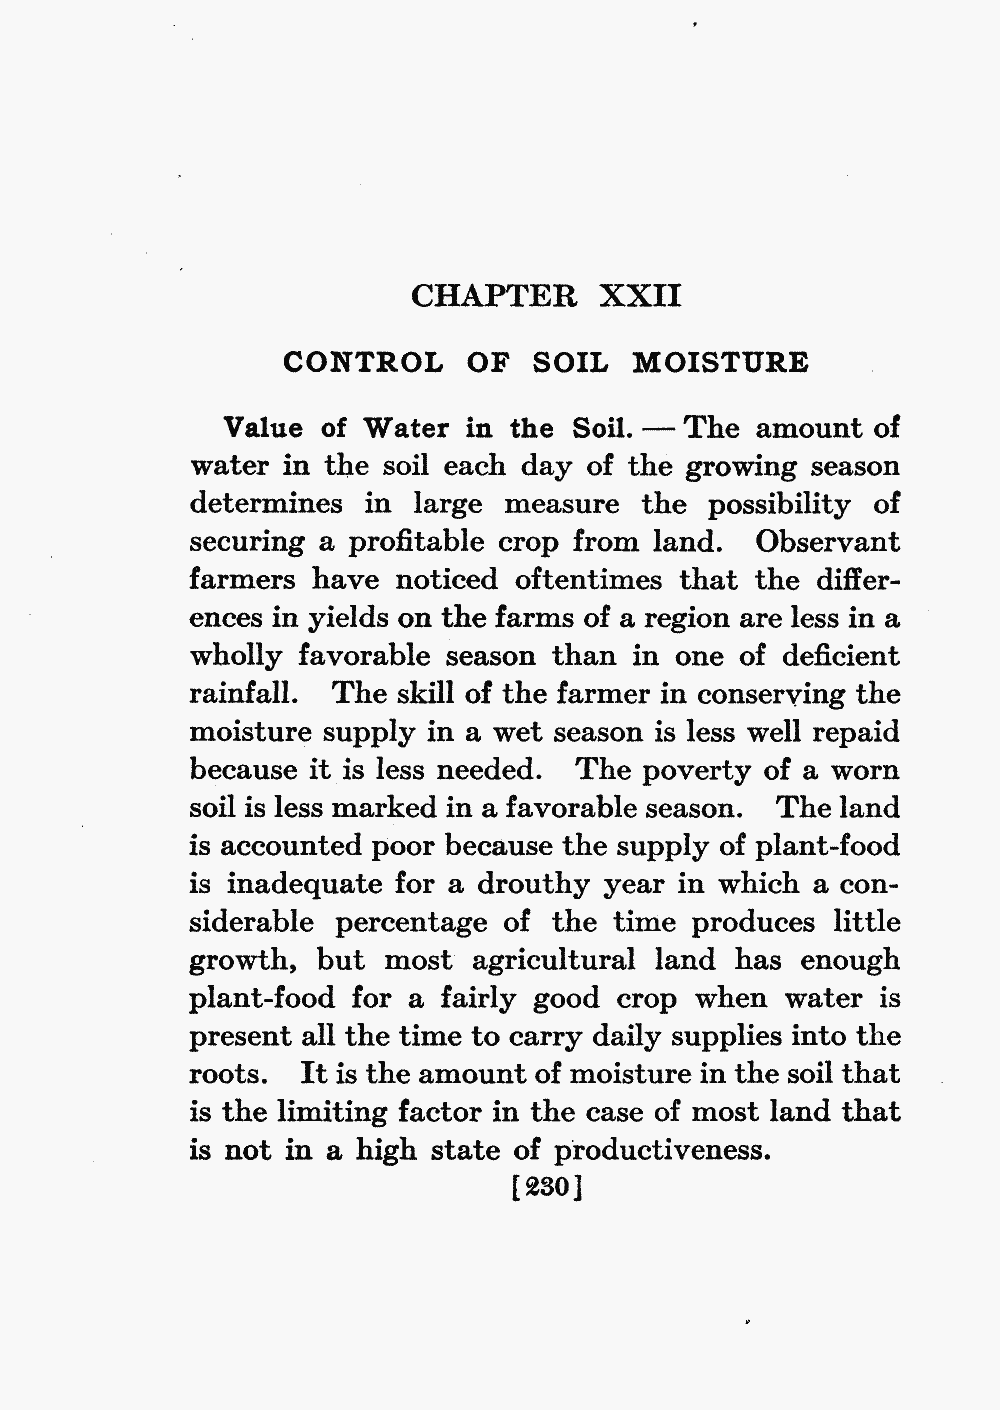 CHAPTER XXII
CONTROL OF SOIL MOISTURE
Value of Water in the Soil. — The amount of
water in the soil each day of the growing season
determines in large measure the possibility of
securing a profitable crop from land. Observant
farmers have noticed oftentimes that the differ-
ences in yields on the farms of a region are less in a
wholly favorable season than in one of deficient
rainfall. The skill of the farmer in conserving the
moisture supply in a wet season is less well repaid
because it is less needed. The poverty of a worn
soil is less marked in a favorable season. The land
is accounted poor because the supply of plant-food
is inadequate for a drouthy year in which a con-
siderable percentage of the time produces little
growth, but most agricultural land has enough
plant-food for a fairly good crop when water is
present all the time to carry daily supplies into the
roots. It is the amount of moisture in the soil that
is the limiting factor in the case of most land that
is not in a high state of productiveness.
[230]